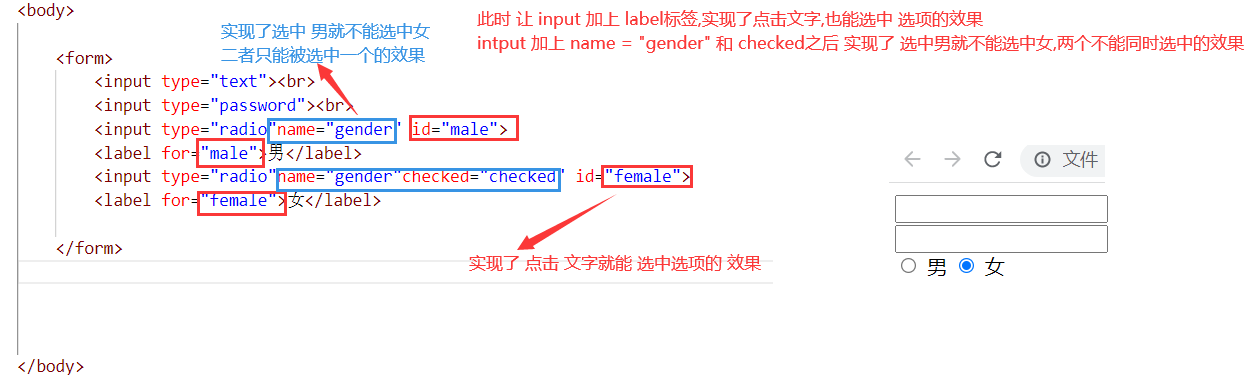 <body>
实现了选中 男就不能选中女
二者只能被选中一个的效果
此时 让 input 加上 label标签,实现了点击文字,也能选中 选项的效果
intput 加上 name = "gender" 和 checked之后 实现了 选中男就不能选中女,两个不能同时选中的效果
<form>
<input type="text"><br>
<input type="password"><br>
<input type="radio"name="gender" id="male">
<label for="male">男</label>
<input type="radio"name="gender"checked="checked" id="female">
<label for="female">女</label>
</form>
实现了 点击 文字就能 选中选项的 效果
</body>
文件
男 女